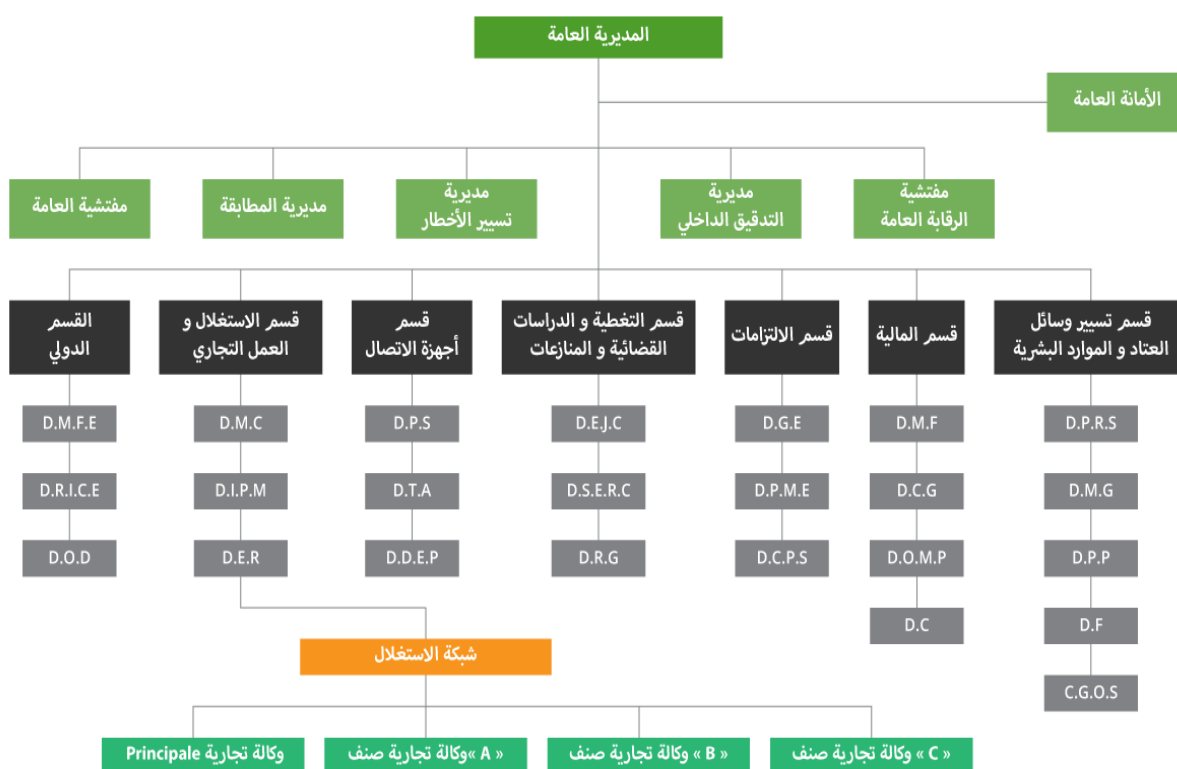 المديرية العامة
الأمانة العامة
مفتشية الرقابة العامة
مديرية التدقيق الداخلي
مديرية تسيير الأخطار
مديرية المطابقة
مفتشية العامة
قسم تسيير وسائل
العتاد و الموارد البشرية
قسم المالية
قسم الالتزامات
قسم التغطية و الدراسات
القضائية و المنازعات
قسم
أجهزة الاتصال
قسم الاستغلال و
العمل التجاري
القسم
الدولي
D.P.R.S
D.M.F
D.G.E
D.E.J.C
D.P.S
D.M.C
D.M.F.E
D.M.G
D.C.G
D.P.M.E
D.S.E.R.C
D.T.A
D.I.P.M
D.R.I.C.E
D.P.P
D.O.M.P
D.C.P.S
D.R.G
D.D.E.P
D.E.R
D.O.D
D.F
D.C
C.G.O.S
شبكة الاستغلال
« C » وكالة تجارية صنف
« B » وكالة تجارية صنف
« A »وكالة تجارية صنف
وكالة تجارية Principale